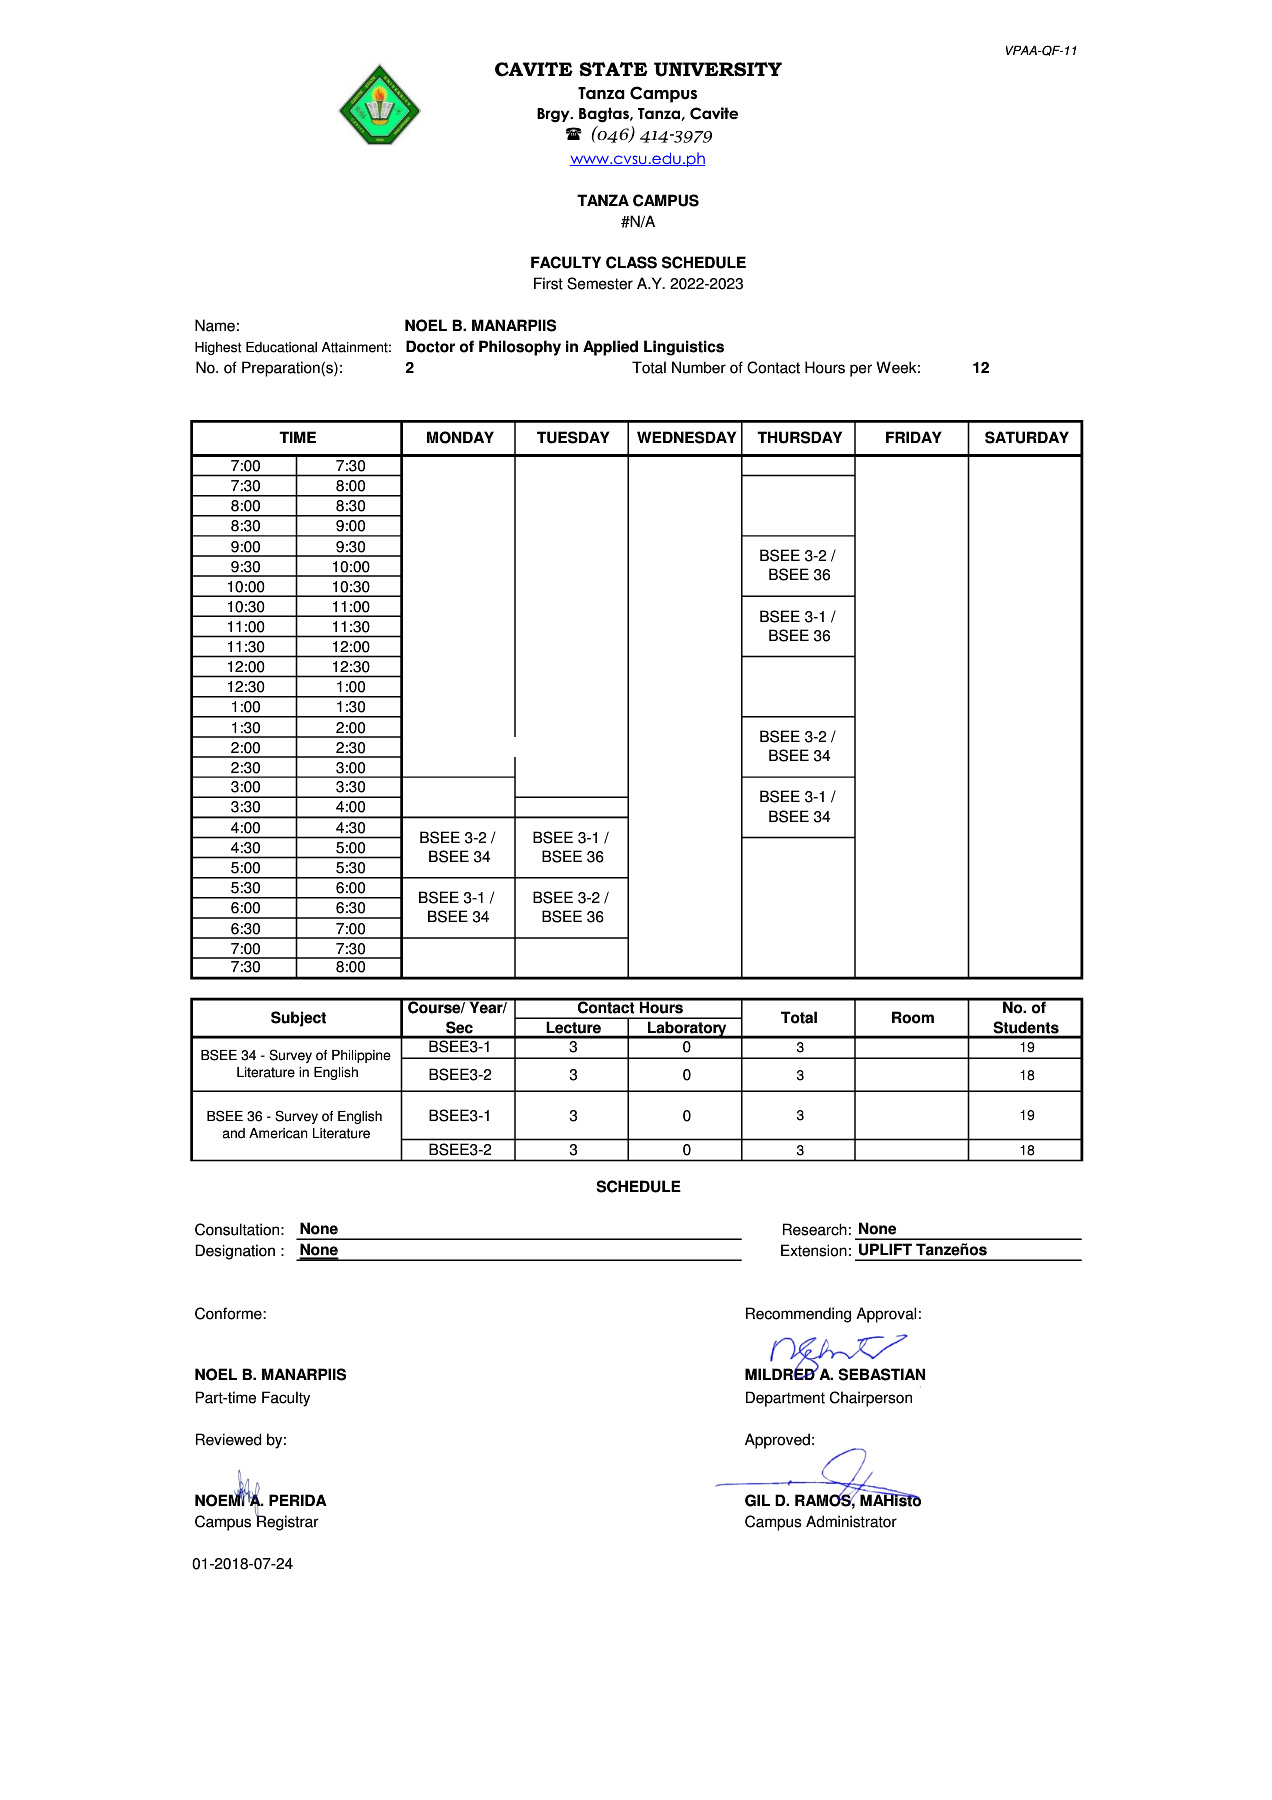 VPAA-QF-11
CAVITE STATE UNIVERSITY
Tanza Campus
Brgy. Bagtas, Tanza, Cavite
☎ (046) 414-3979
www.cvsu.edu.ph
TANZA CAMPUS
#N/A
FACULTY CLASS SCHEDULE
First Semester A.Y. 2022-2023
Name: NOEL B. MANARPIIS
Highest Educational Attainment: Doctor of Philosophy in Applied Linguistics
No. of Preparation(s): 2 Total Number of Contact Hours per Week: 12
TIME MONDAY TUESDAY WEDNESDAY THURSDAY FRIDAY SATURDAY
7:00 7:30
7:30 8:00
8:00 8:30
8:30 9:00
9:00 9:30
BSEE 3-2 /
9:30 10:00
BSEE 36
10:00 10:30
10:30 11:00
BSEE 3-1 /
11:00 11:30
BSEE 36
11:30 12:00
12:00 12:30
12:30 1:00
1:00 1:30
1:30 2:00
BSEE 3-2 /
2:00 2:30
BSEE 34
2:30 3:00
3:00 3:30
BSEE 3-1 /
3:30 4:00
BSEE 34
4:00 4:30
BSEE 3-2 / BSEE 3-1 /
4:30 5:00
BSEE 34 BSEE 36
5:00 5:30
5:30 6:00
BSEE 3-1 / BSEE 3-2 /
6:00 6:30
BSEE 34 BSEE 36
6:30 7:00
7:00 7:30
7:30 8:00
Subject Course/ Year/ Sec Contact Hours Total Room No. of Students
Lecture Laboratory
BSEE 34 - Survey of Philippine Literature in English BSEE3-1 3 0 3 19
BSEE3-2 3 0 3 18
BSEE 36 - Survey of English and American Literature BSEE3-1 3 0 3 19
BSEE3-2 3 0 3 18
SCHEDULE
Consultation: None Research: None
Designation : None Extension: UPLIFT Tanzeños
Conforme: Recommending Approval:
NOEL B. MANARPIIS MILDRED A. SEBASTIAN
Part-time Faculty Department Chairperson
Reviewed by: Approved:
NOEMI A. PERIDA GIL D. RAMOS, MAHisto
Campus Registrar Campus Administrator
01-2018-07-24